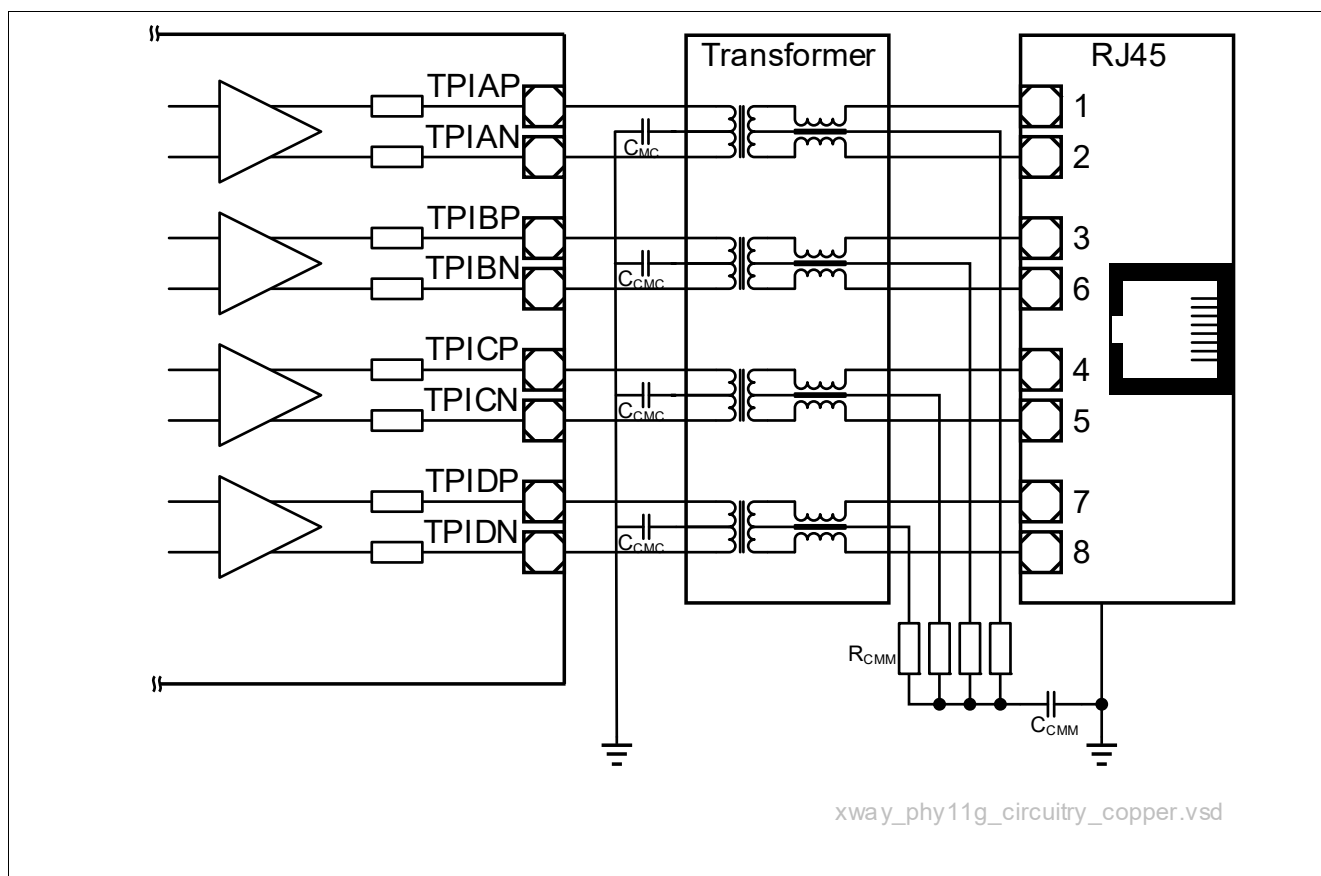 Transformer
RJ45
TPIAP
1
TPIAN
CMC
2
TPIBP
3
TPIBN
CCMC
6
TPICP
4
TPICN
CCMC
5
TPIDP
7
TPIDN
CCMC
8
RCMM
CCMM
xway_phy11g_circuitry_copper.vsd